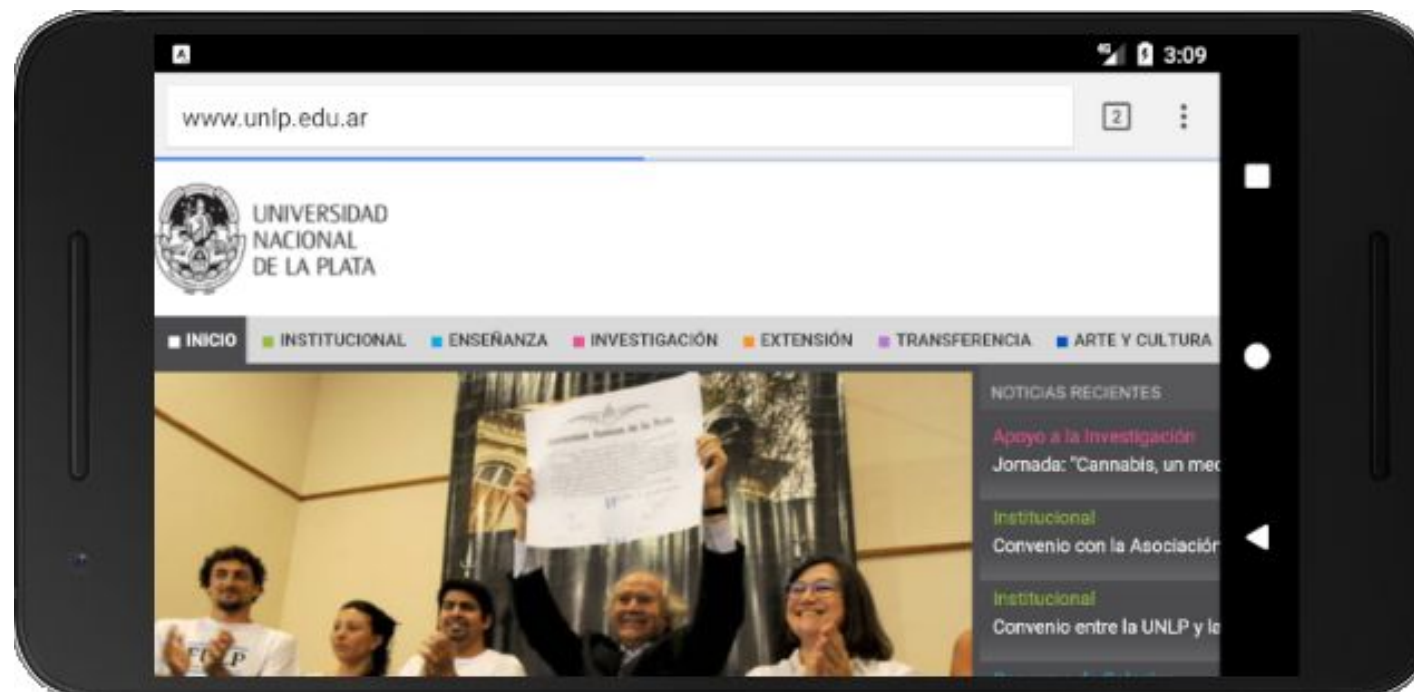 4G 3:09
www.unlp.edu.ar
2
UNIVERSIDAD
NACIONAL
DE LA PLATA
INICIO INSTITUCIONAL ENSEÑANZA INVESTIGACIÓN EXTENSIÓN TRANSFERENCIA ARTE Y CULTURA
NOTICIAS RECIENTES
Apoyo a la Investigación
Jornada: "Cannabis, un med
Institucional
Convenio con la Asociación
Institucional
Convenio entre la UNLP y la